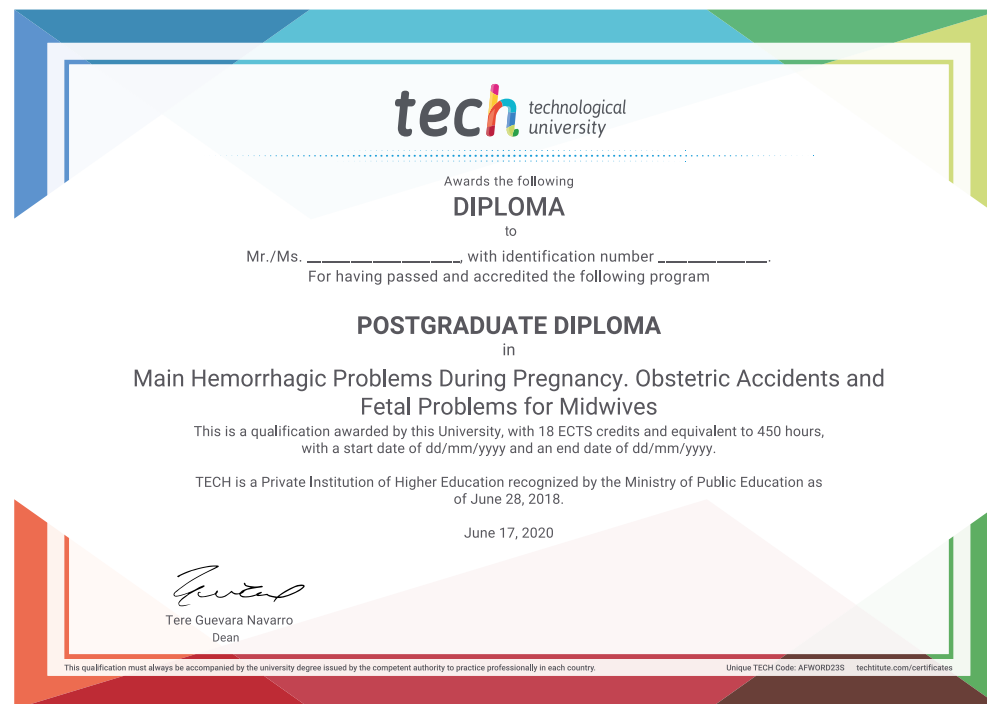 tech technological
university
Awards the following
DIPLOMA
to
Mr./Ms. ____________________, with identification number ______________.
For having passed and accredited the following program
POSTGRADUATE DIPLOMA
in
Main Hemorrhagic Problems During Pregnancy. Obstetric Accidents and
Fetal Problems for Midwives
This is a qualification awarded by this University, with 18 ECTS credits and equivalent to 450 hours,
with a start date of dd/mm/yyyy and an end date of dd/mm/yyyy.
TECH is a Private Institution of Higher Education recognized by the Ministry of Public Education as
of June 28, 2018.
June 17, 2020
Tere Guevara Navarro
Dean
This qualification must always be accompanied by the university degree issued by the competent authority to practice professionally in each country.
Unique TECH Code: AFWORD23S techtitute.com/certificates